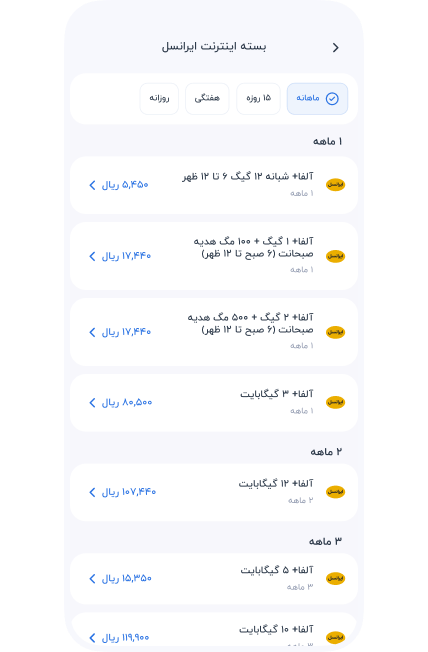 بسته اینترنت ایرانسل
ماهانه
۱۵ روزه
هفتگی
روزانه
۱ ماهه
آلفا+ شبانه ۱۲ گیگ ۶ تا ۱۲ ظهر
۱ ماهه
۵,۴۵۰ ریال
ایرانسل
آلفا+ ۱ گیگ + ۱۰۰ مگ هدیه
صبحانت (۶ صبح تا ۱۲ ظهر)
۱ ماهه
۱۷,۴۴۰ ریال
ایرانسل
آلفا+ ۲ گیگ + ۵۰۰ مگ هدیه
صبحانت (۶ صبح تا ۱۲ ظهر)
۱ ماهه
۱۷,۴۴۰ ریال
ایرانسل
آلفا+ ۳ گیگابایت
۱ ماهه
۸۰,۵۰۰ ریال
ایرانسل
۲ ماهه
آلفا+ ۱۲ گیگابایت
۲ ماهه
۱۰۷,۴۴۰ ریال
ایرانسل
۳ ماهه
آلفا+ ۵ گیگابایت
۳ ماهه
۱۵,۳۵۰ ریال
ایرانسل
آلفا+ ۱۰ گیگابایت
۳ ماهه
۱۱۹,۹۰۰ ریال
ایرانسل